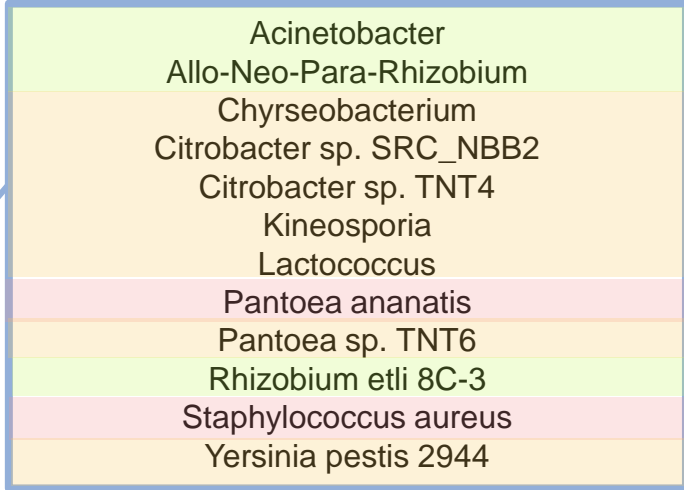 Acinetobacter
Allo-Neo-Para-Rhizobium
Chyrseobacterium
Citrobacter sp. SRC_NBB2
Citrobacter sp. TNT4
Kineosporia
Lactococcus
Pantoea ananatis
Pantoea sp. TNT6
Rhizobium etli 8C-3
Staphylococcus aureus
Yersinia pestis 2944